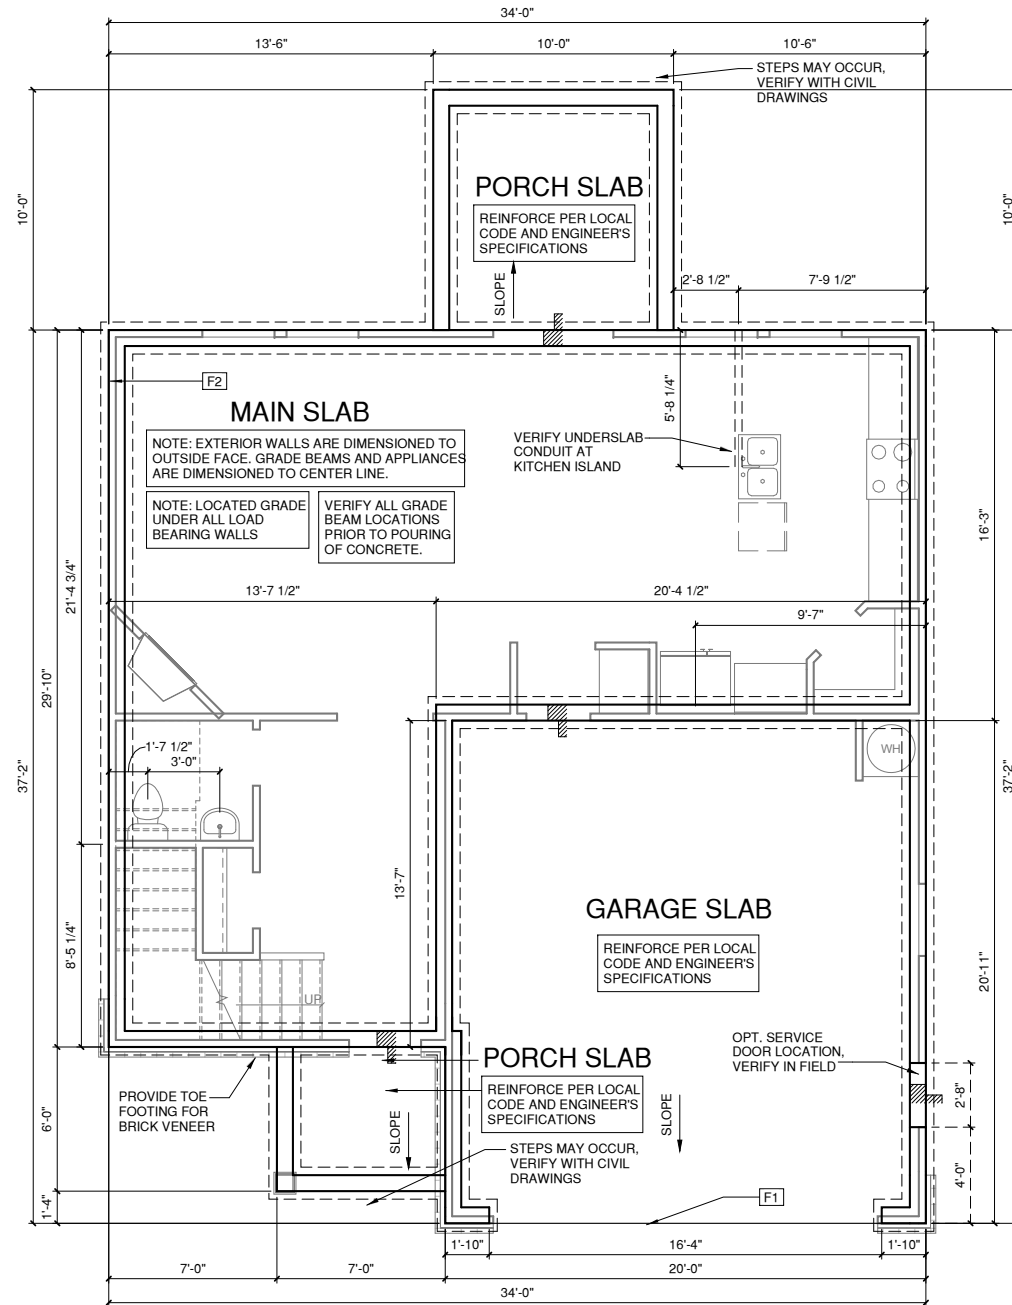 34'-0"
13'-6"
10'-0"
10'-6"
STEPS MAY OCCUR,
VERIFY WITH CIVIL
DRAWINGS
10'-0"
10'-0"
PORCH SLAB
REINFORCE PER LOCAL
CODE AND ENGINEER'S
SPECIFICATIONS
SLOPE
2'-8 1/2"
7'-9 1/2"
F2
5'-8 1/4"
MAIN SLAB
NOTE: EXTERIOR WALLS ARE DIMENSIONED TO
OUTSIDE FACE. GRADE BEAMS AND APPLIANCES
ARE DIMENSIONED TO CENTER LINE.
NOTE: LOCATED GRADE
UNDER ALL LOAD
BEARING WALLS
VERIFY ALL GRADE
BEAM LOCATIONS
PRIOR TO POURING
OF CONCRETE.
VERIFY UNDERSLAB
CONDUIT AT
KITCHEN ISLAND
16'-3"
21'-4 3/4"
13'-7 1/2"
20'-4 1/2"
9'-7"
29'-10"
37'-2"
37'-2"
1'-7 1/2"
3'-0"
WH
13'-7"
GARAGE SLAB
REINFORCE PER LOCAL
CODE AND ENGINEER'S
SPECIFICATIONS
8'-5 1/4"
20'-11"
UP
OPT. SERVICE
DOOR LOCATION,
VERIFY IN FIELD
PORCH SLAB
REINFORCE PER LOCAL
CODE AND ENGINEER'S
SPECIFICATIONS
PROVIDE TOE
FOOTING FOR
BRICK VENEER
2'-8"
6'-0"
SLOPE
SLOPE
STEPS MAY OCCUR,
VERIFY WITH CIVIL
DRAWINGS
4'-0"
1'-4"
F1
1'-10"
16'-4"
1'-10"
7'-0"
7'-0"
20'-0"
34'-0"